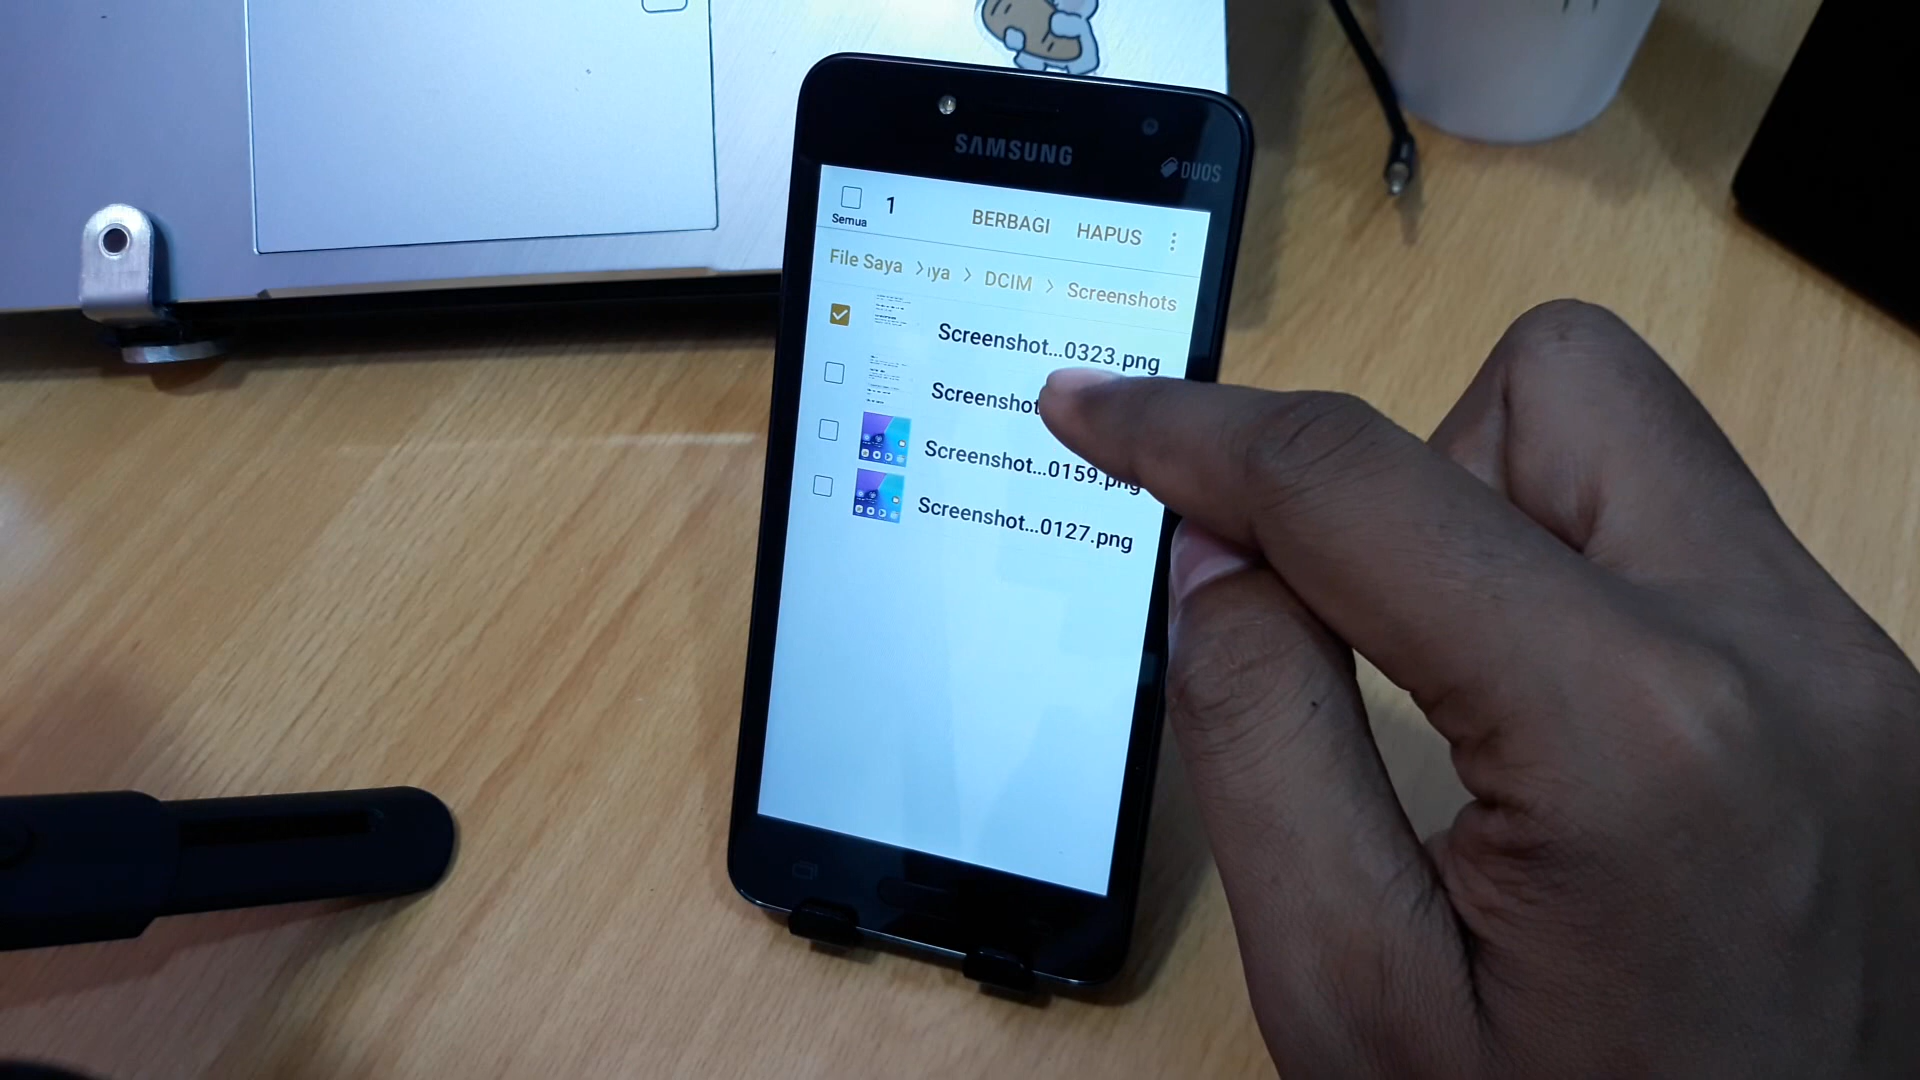 SAMSUNG
DUOS
Semua
1
BERBAGI
HAPUS
File Saya > ıya > DCIM > Screenshots
Screenshot...0323.png
Screenshot
Screenshot...0159.png
Screenshot...0127.png